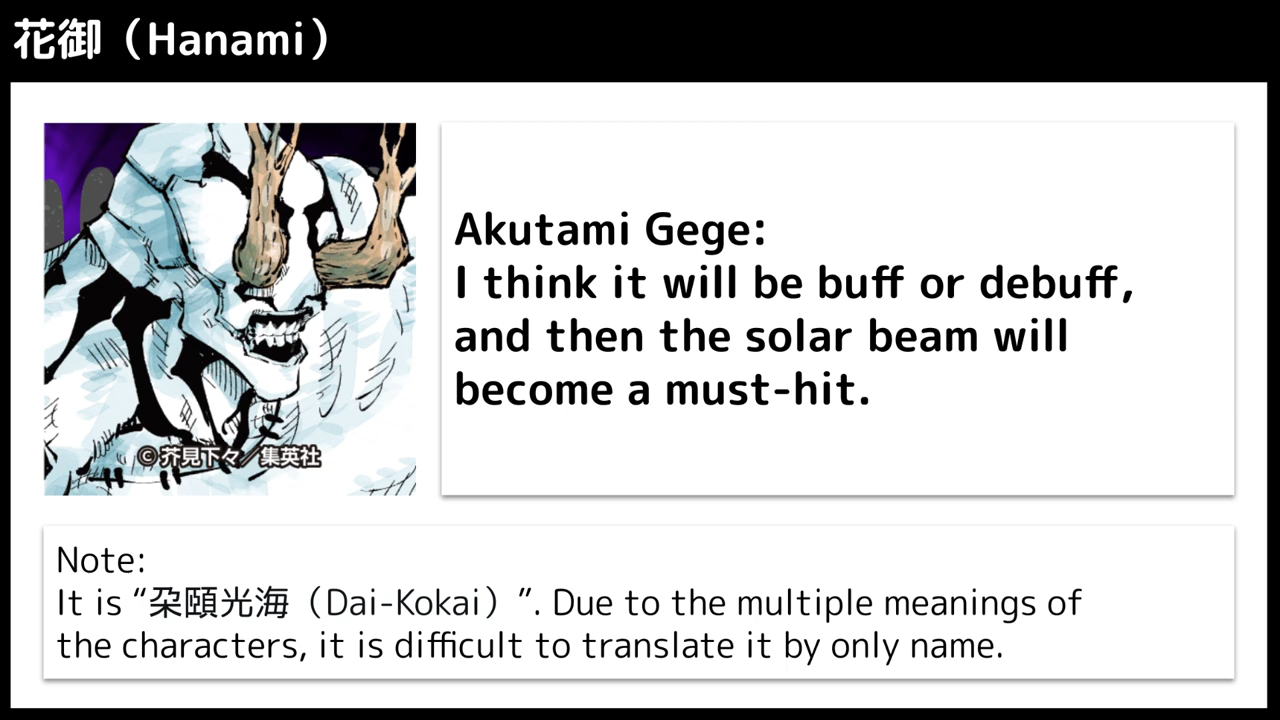 花御（Hanami）
©芥見下々／集英社
Akutami Gege:
I think it will be buff or debuff,
and then the solar beam will
become a must-hit.
Note:
It is “朶頤光海（Dai-Kokai）”. Due to the multiple meanings of
the characters, it is difficult to translate it by only name.